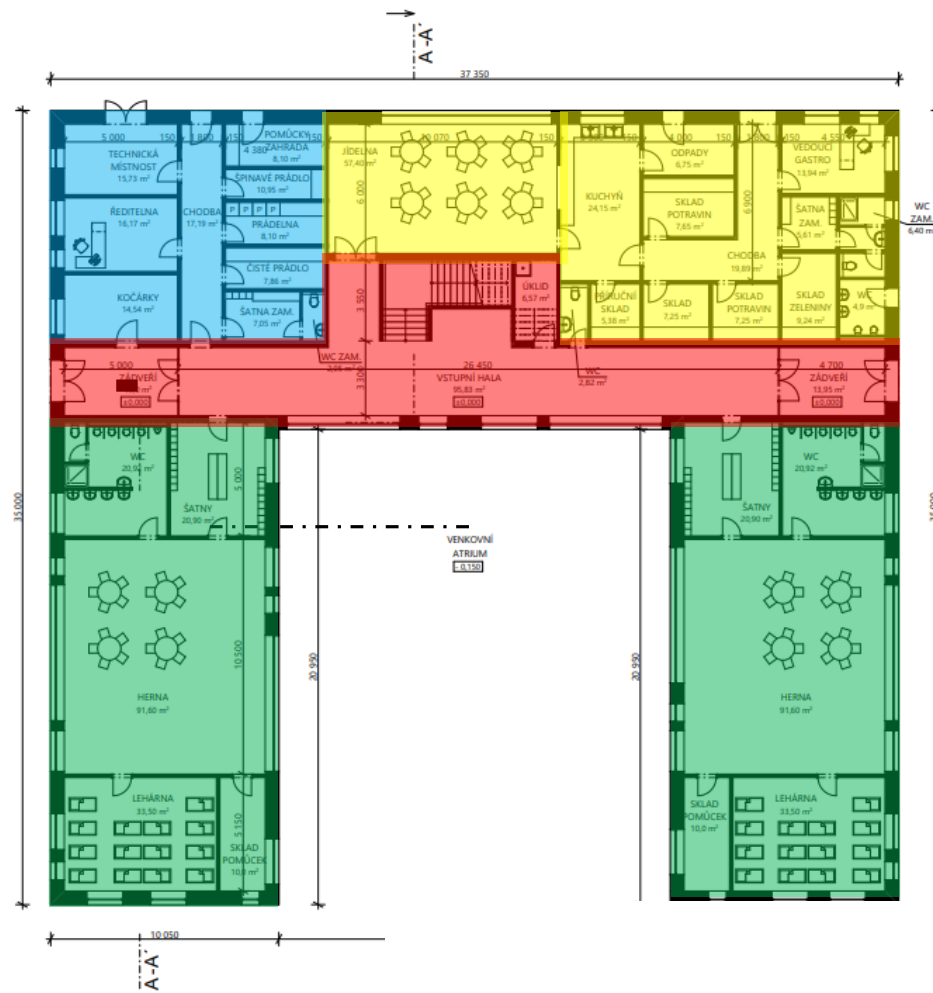 A -A'
37 350
5 000
150
1 800
150
150
10 070
150
150
4 000
150
150
4 550
TECHNICKÁ
MÍSTNOST
15,73 m²
POMŮCKY
4 380
ZAHRADA
8,10 m²
JÍDELNA
57,40 m²
6 000
ODPADY
6,75 m²
VEDOUCÍ
GASTRO
13,94 m²
ŠPINAVÉ PRÁDLO
10,95 m²
KUCHYŇ
24,15 m²
SKLAD
POTRAVIN
7,65 m²
6 900
ŘEDITELNA
16,17 m²
CHODBA
17,19 m²
P P P P
PRÁDELNA
8,10 m²
ŠATNA
ZAM.
5,61 m²
WC
ZAM.
6,40 m
ČISTÉ PRÁDLO
7,86 m²
CHODBA
19,89 m²
KOČÁRKY
14,54 m²
ŠATNA ZAM.
7,05 m²
3 550
ÚKLID
6,57 m²
PŘÍRUČNÍ
SKLAD
5,38 m²
SKLAD
7,25 m²
SKLAD
POTRAVIN
7,25 m²
SKLAD
ZELENINY
9,24 m²
WC
4,9 m²
5 000
ZÁDVEŘÍ
±0,000
WC ZAM.
26 450
3 300
VSTUPNÍ HALA
95,83 m²
±0,000
WC
2,82 m²
4 700
ZÁDVEŘÍ
13,95 m²
±0,000
WC
20,92 m²
ŠATNY
20,90 m²
5 000
WC
20,92 m²
ŠATNY
20,90 m²
35 000
VENKOVNÍ
ATRIUM
- 0,150
10 500
20 950
20 950
HERNA
91,60 m²
HERNA
91,60 m²
LEHÁRNA
33,50 m²
5 150
SKLAD
POMŮCEK
10,0 m²
SKLAD
POMŮCEK
10,0 m²
LEHÁRNA
33,50 m²
10 050
A -A'